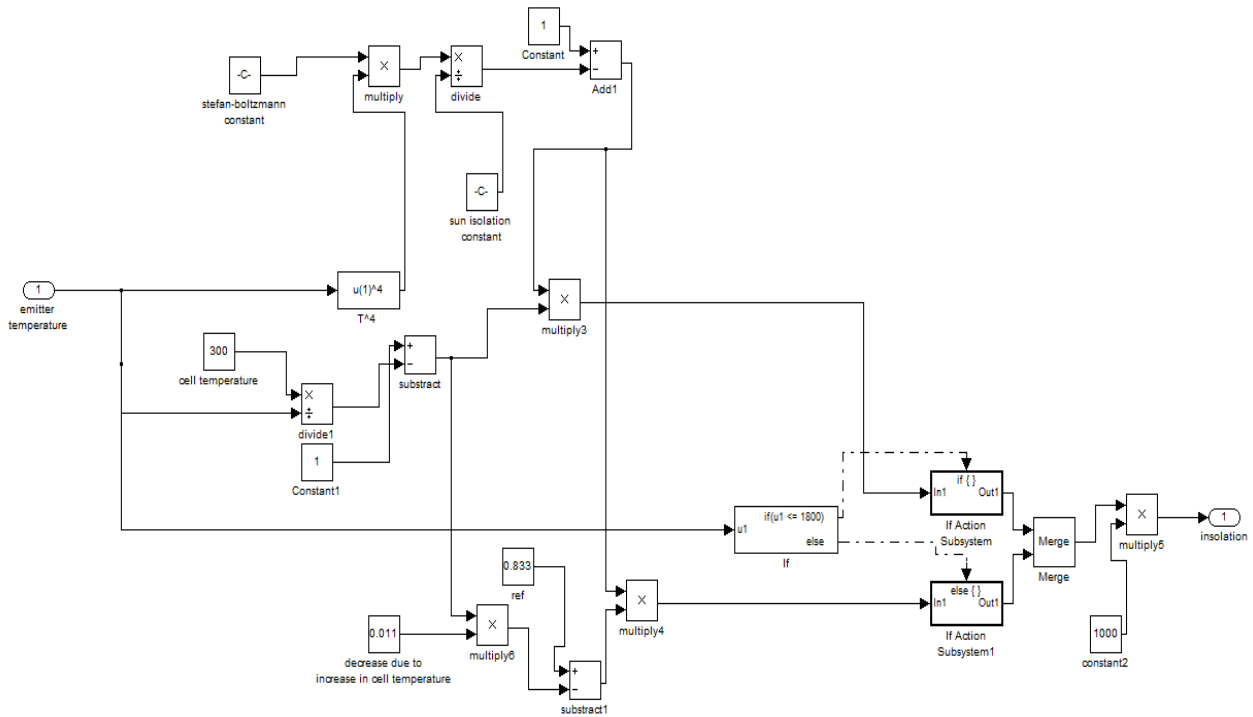 1
Constant
+
−
Add1
-C-
stefan-boltzmann
constant
×
multiply
×
÷
divide
-C-
sun isolation
constant
1
emitter
temperature
u(1)^4
T^4
×
multiply3
300
cell temperature
+
−
substract
×
÷
divide1
1
Constant1
if { }
In1
Out1
If Action
Subsystem
u1
if(u1 <= 1800)
else
If
Merge
Merge
×
multiply5
1
insolation
0.833
ref
else { }
In1
Out1
If Action
Subsystem1
×
multiply4
0.011
decrease due to
increase in cell temperature
×
multiply6
+
−
substract1
1000
constant2